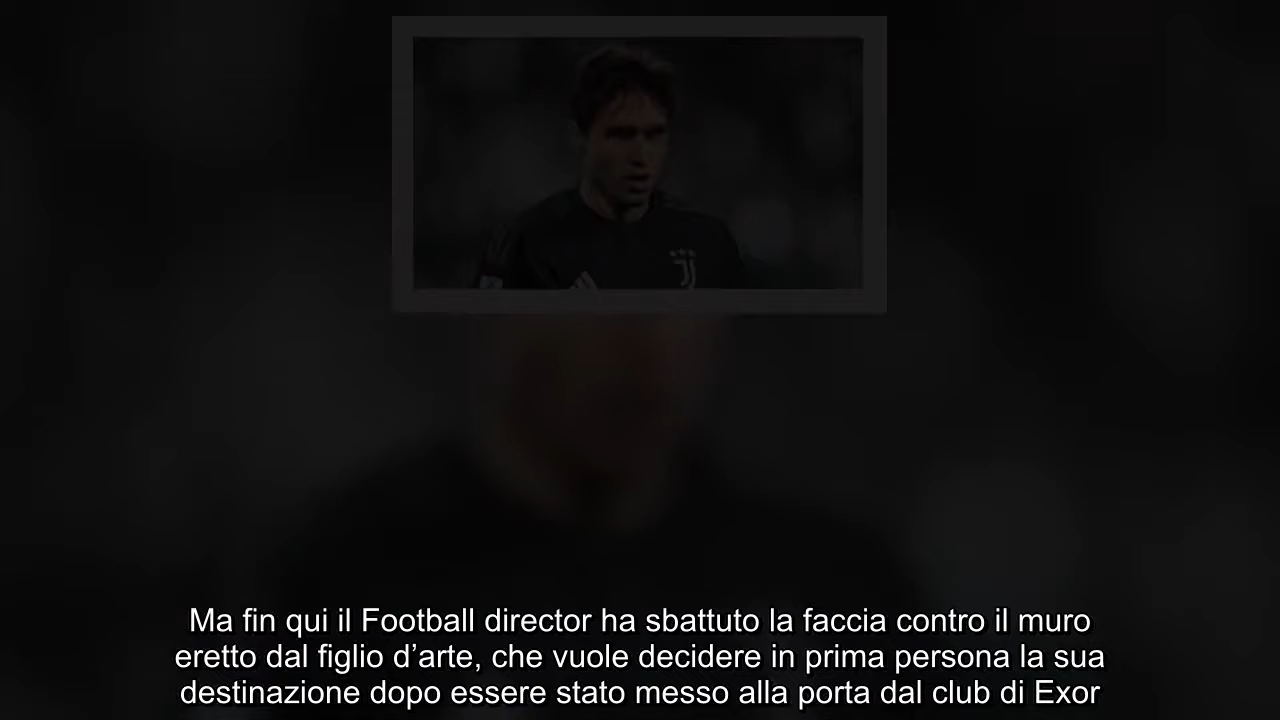 Ma fin qui il Football director ha sbattuto la faccia contro il muro
eretto dal figlio d’arte, che vuole decidere in prima persona la sua
destinazione dopo essere stato messo alla porta dal club di Exor